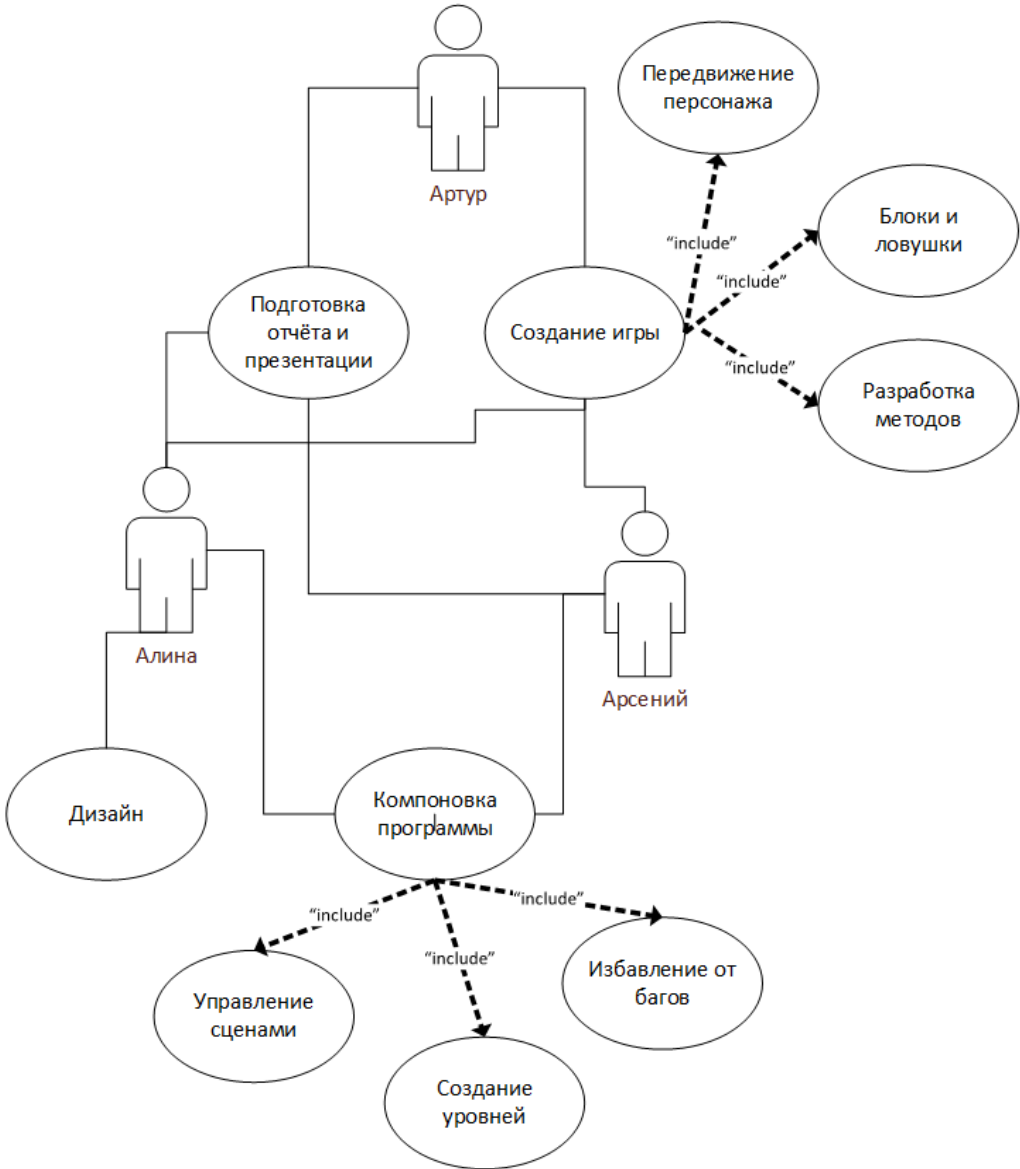 Передвижение
персонажа
Артур
Блоки и
ловушки
“include”
“include”
Подготовка
отчёта и
презентации
Создание игры
“include”
Разработка
методов
Алина
Арсений
Дизайн
Компоновка
программы
“include”
“include”
“include”
Избавление от
багов
Управление
сценами
Создание
уровней